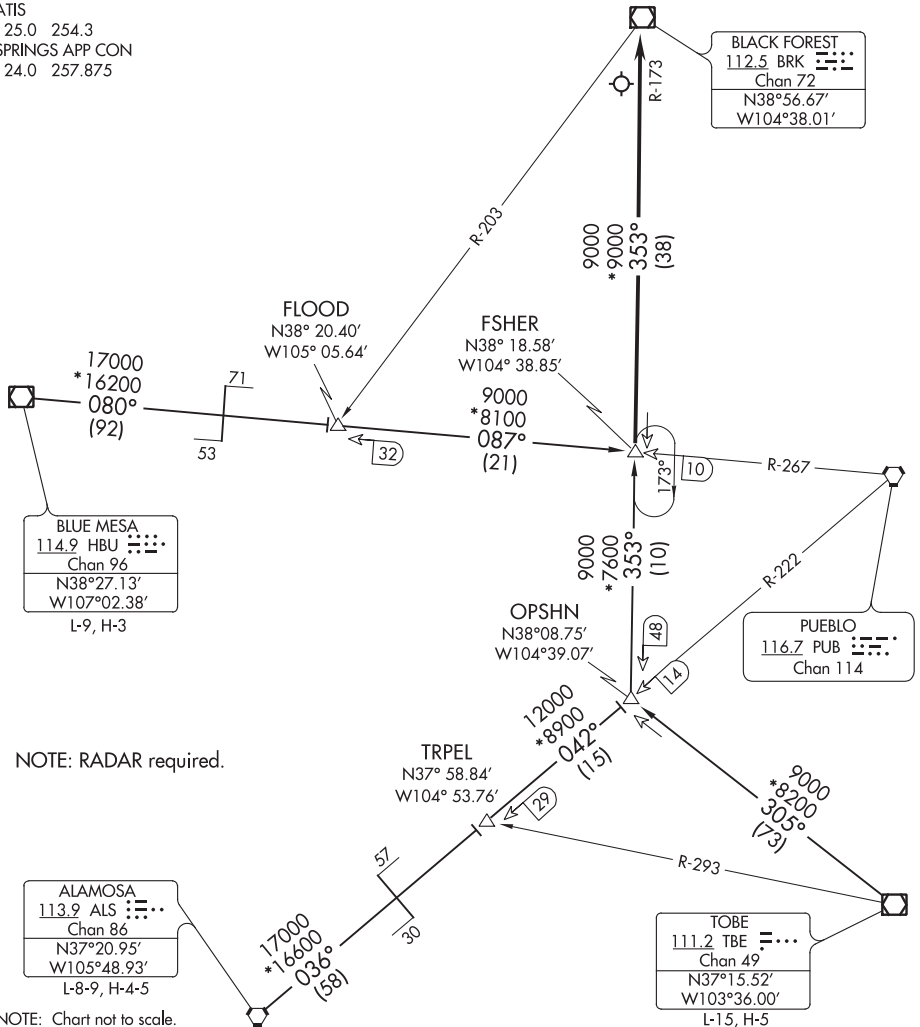 ATIS
25.0 254.3
SPRINGS APP CON
24.0 257.875
BLACK FOREST
112.5 BRK
Chan 72
N38°56.67'
W104°38.01'
R-173
R-203
9000
*9000
353°
(38)
FLOOD
N38° 20.40'
W105° 05.64'
FSHER
N38° 18.58'
W104° 38.85'
17000
*16200
080°
(92)
71
53
32
9000
*8100
087°
(21)
173°
10
R-267
BLUE MESA
114.9 HBU
Chan 96
N38°27.13'
W107°02.38'
L-9, H-3
9000
*7600
353°
(10)
R-222
OPSHN
N38°08.75'
W104°39.07'
48
14
PUEBLO
116.7 PUB
Chan 114
NOTE: RADAR required.
TRPEL
N37° 58.84'
W104° 53.76'
12000
*8900
042°
(15)
29
9000
*8200
305°
(73)
R-293
57
30
ALAMOSA
113.9 ALS
Chan 86
N37°20.95'
W105°48.93'
L-8-9, H-4-5
17000
*16600
036°
(58)
TOBE
111.2 TBE
Chan 49
N37°15.52'
W103°36.00'
L-15, H-5
NOTE: Chart not to scale.